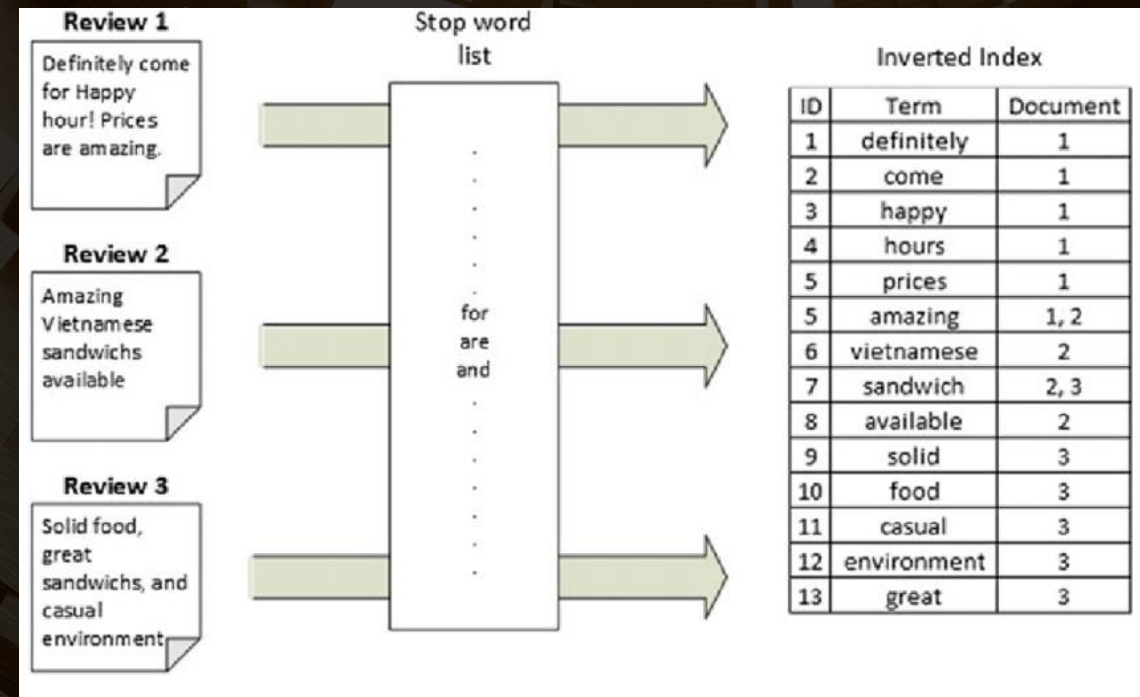 Review 1
Definitely come
for Happy
hour! Prices
are amazing.
Review 2
Amazing
Vietnamese
sandwichs
available
Review 3
Solid food,
great
sandwichs, and
casual
environment
Stop word
list
for
are
and
Inverted Index
ID Term Document
1 definitely 1
2 come 1
3 happy 1
4 hours 1
5 prices 1
5 amazing 1, 2
6 vietnamese 2
7 sandwich 2, 3
8 available 2
9 solid 3
10 food 3
11 casual 3
12 environment 3
13 great 3